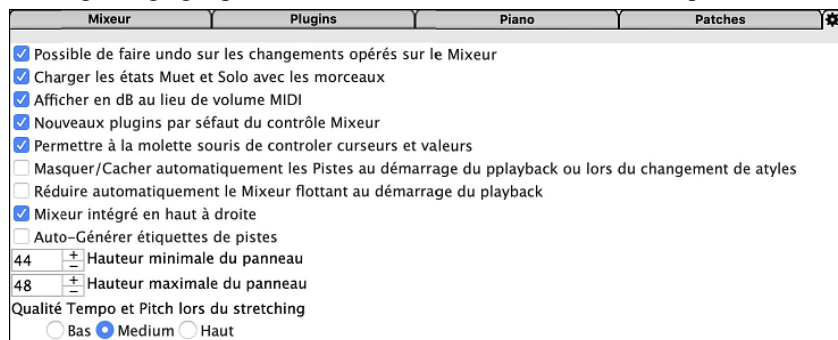 Mixeur Plugins Piano Patches
Possible de faire undo sur les changements opérés sur le Mixeur
Charger les états Muet et Solo avec les morceaux
Afficher en dB au lieu de volume MIDI
Nouveaux plugins par séfaut du contrôle Mixeur
Permettre à la molette souris de controler curseurs et valeurs
Masquer/Cacher automatiquement les Pistes au démarrage du pplayback ou lors du changement de atyles
Réduire automatiquement le Mixeur flottant au démarrage du playback
Mixeur intégré en haut à droite
Auto-Générer étiquettes de pistes
44 + - Hauteur minimale du panneau
48 + - Hauteur maximale du panneau
Qualité Tempo et Pitch lors du stretching
Bas Medium Haut